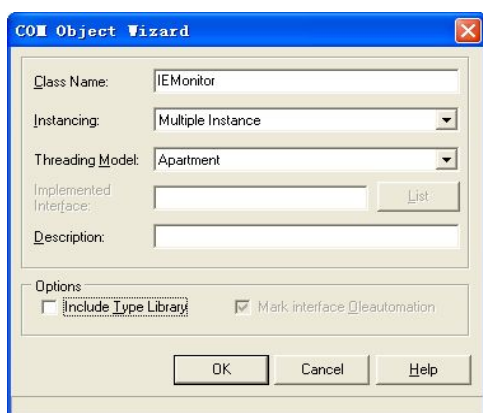 COM Object Wizard
Class Name: IEMonitor
Instancing: Multiple Instance
Threading Model: Apartment
Implemented
Interface: List
Description:
Options
Include Type Library Mark interface Oleautomation
OK Cancel Help